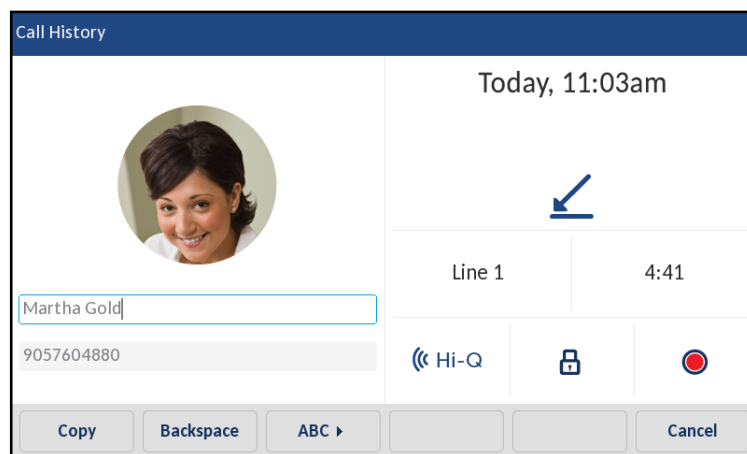 Call History
Today, 11:03am
Martha Gold
9057604880
Line 1
4:41
Hi-Q
Copy
Backspace
ABC
Cancel